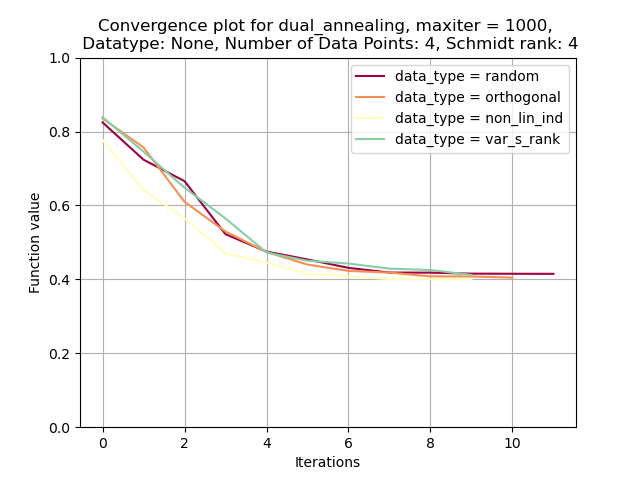 Convergence plot for dual_annealing, maxiter = 1000,
Datatype: None, Number of Data Points: 4, Schmidt rank: 4
1.0
data_type = random
data_type = orthogonal
data_type = non_lin_ind
data_type = var_s_rank
0.8
0.6
Function value
0.4
0.2
0.0
0 2 4 6 8 10
Iterations